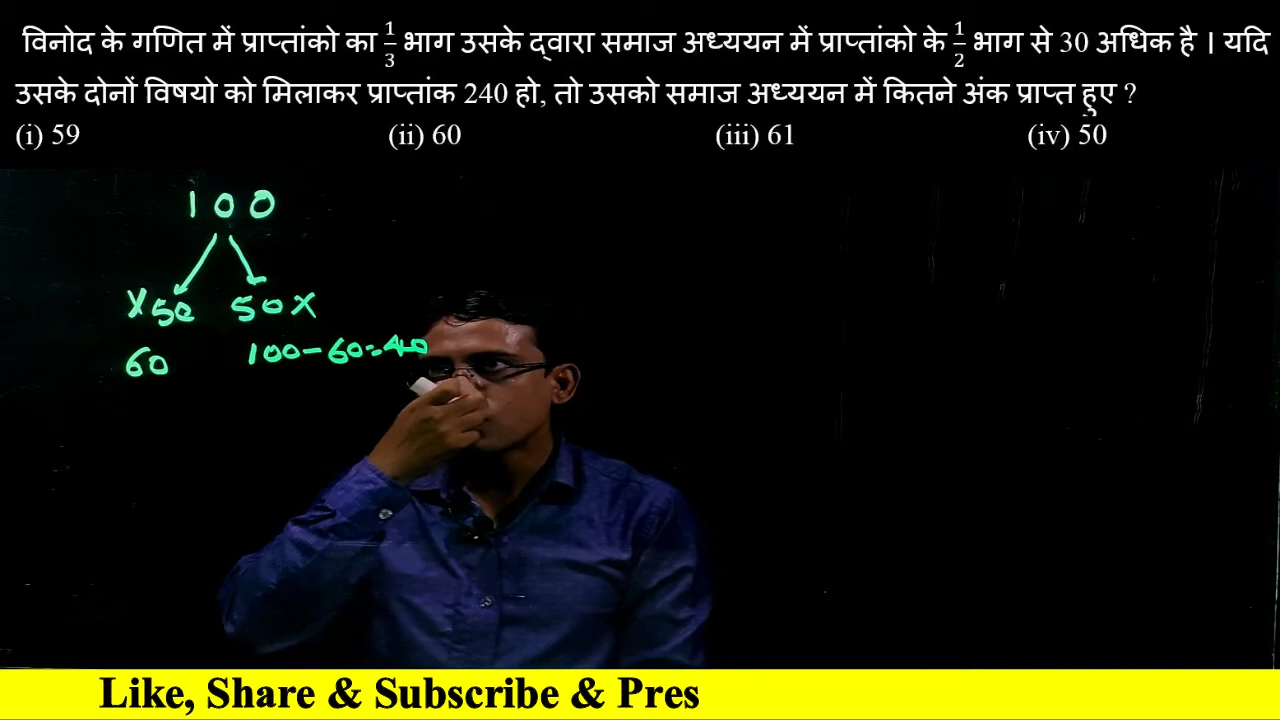 विनोद के गणित में प्राप्तांको का 1/3 भाग उसके द्वारा समाज अध्ययन में प्राप्तांको के 1/2 भाग से 30 अधिक है । यदि
उसके दोनों विषयो को मिलाकर प्राप्तांक 240 हो, तो उसको समाज अध्ययन में कितने अंक प्राप्त हुए ?
(i) 59 (ii) 60 (iii) 61 (iv) 50
100
X50 50X
60 100-60=40
Like, Share & Subscribe & Pres